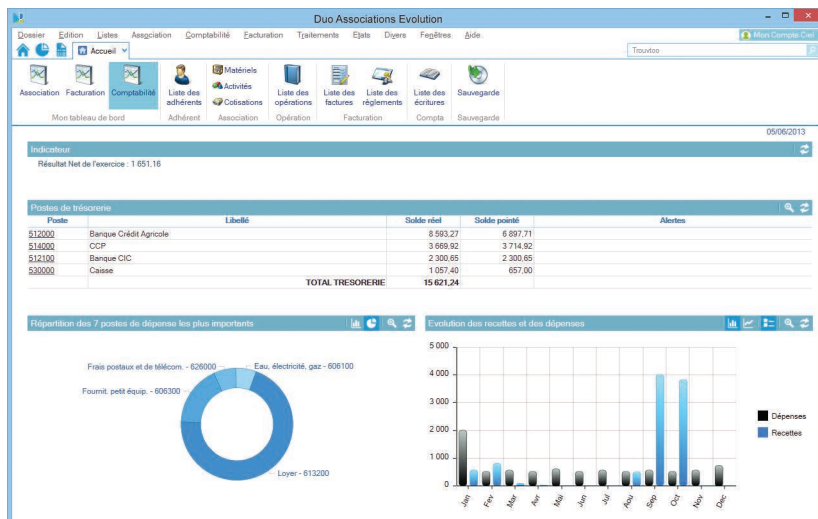 Duo Associations Evolution
Dossier Edition Listes Association Comptabilité Facturation Traitements Etats Divers Fenêtres Aide
Mon Compte Ciel
Accueil
Trouvtoo
Association Facturation Comptabilité
Liste des adhérents
Matériels
Activités
Cotisations
Liste des opérations
Liste des factures
Liste des règlements
Liste des écritures
Sauvegarde
Mon tableau de bord Adhérent Association Opération Facturation Compta Sauvegarde
05/06/2013
Indicateur
Résultat Net de l'exercice : 1 651,16
Postes de trésorerie
Poste Libellé Solde réel Solde pointé Alertes
512000 Banque Crédit Agricole 8 593,27 6 897,71
514000 CCP 3 669,92 3 714,92
512100 Banque CIC 2 300,65 2 300,65
530000 Caisse 1 057,40 657,00
TOTAL TRESORERIE 15 621,24
Répartition des 7 postes de dépense les plus importants
Frais postaux et de télécom. - 626000
Eau, électricité, gaz - 606100
Fournit. petit équip. - 606300
Loyer - 613200
Evolution des recettes et des dépenses
5 000
4 000
3 000
2 000
1 000
0
Jan Fev Mar Avr Mai Jun Jul Aou Sep Oct Nov Dec
Dépenses
Recettes